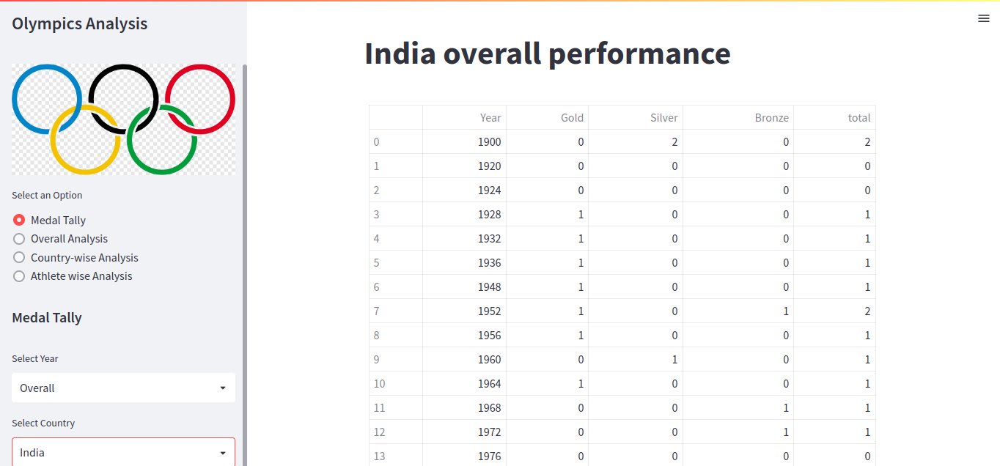 Olympics Analysis
Select an Option
Medal Tally
Overall Analysis
Country-wise Analysis
Athlete wise Analysis
Medal Tally
Select Year
Overall
Select Country
India
India overall performance
Year Gold Silver Bronze total
0 1900 0 2 0 2
1 1920 0 0 0 0
2 1924 0 0 0 0
3 1928 1 0 0 1
4 1932 1 0 0 1
5 1936 1 0 0 1
6 1948 1 0 0 1
7 1952 1 0 1 2
8 1956 1 0 0 1
9 1960 0 1 0 1
10 1964 1 0 0 1
11 1968 0 0 1 1
12 1972 0 0 1 1
13 1976 0 0 0 0